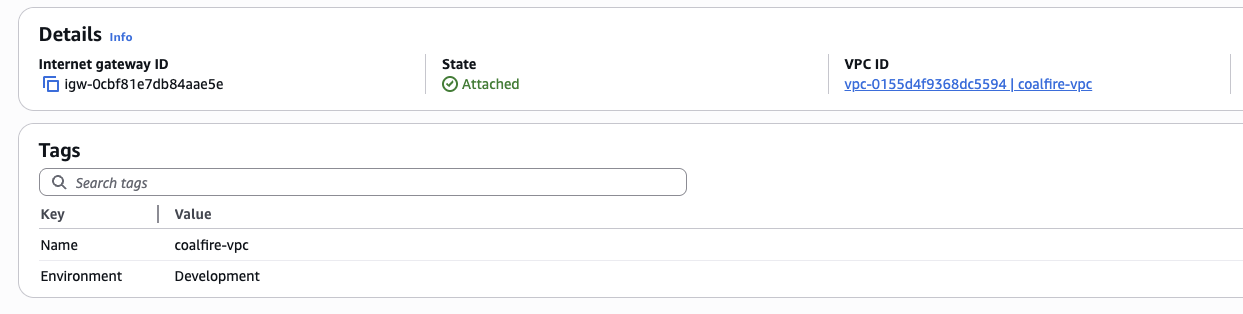 Details Info
Internet gateway ID
igw-0cbf81e7db84aae5e
State
Attached
VPC ID
vpc-0155d4f9368dc5594 | coalfire-vpc
Tags
Search tags
Key Value
Name coalfire-vpc
Environment Development